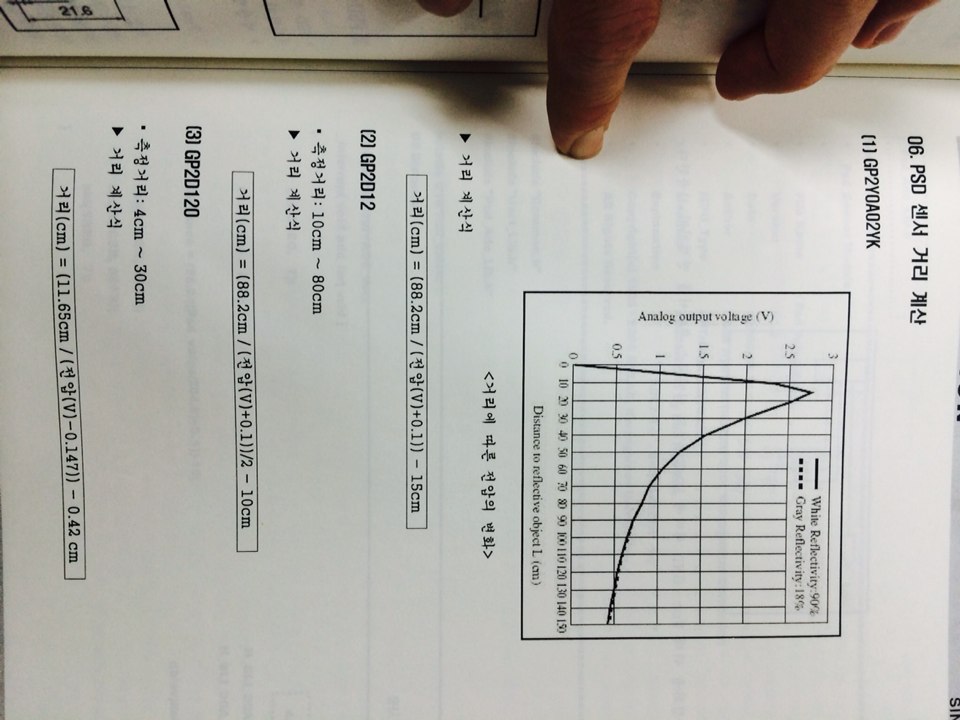 06. PSD 센서 거리 계산
(1) GP2Y0A02YK
Analog output voltage (V)
3
2.5
2
1.5
1
0.5
0
White Reflectivity:90%
Gray Reflectivity:18%
0 10 20 30 40 50 60 70 80 90 100 110 120 130 140 150
Distance to reflective object L (cm)
<거리에 따른 전압의 변화>
▶ 거리 계산식
거리(cm) = (88.2cm / (전압(V)+0.1)) - 15cm
(2) GP2D12
▪ 측정거리: 10cm ~ 80cm
▶ 거리 계산식
거리(cm) = (88.2cm / (전압(V)+0.1))/2 - 10cm
(3) GP2D120
▪ 측정거리: 4cm ~ 30cm
▶ 거리 계산식
거리(cm) = (11.65cm / (전압(V)-0.147)) - 0.42 cm
21.6